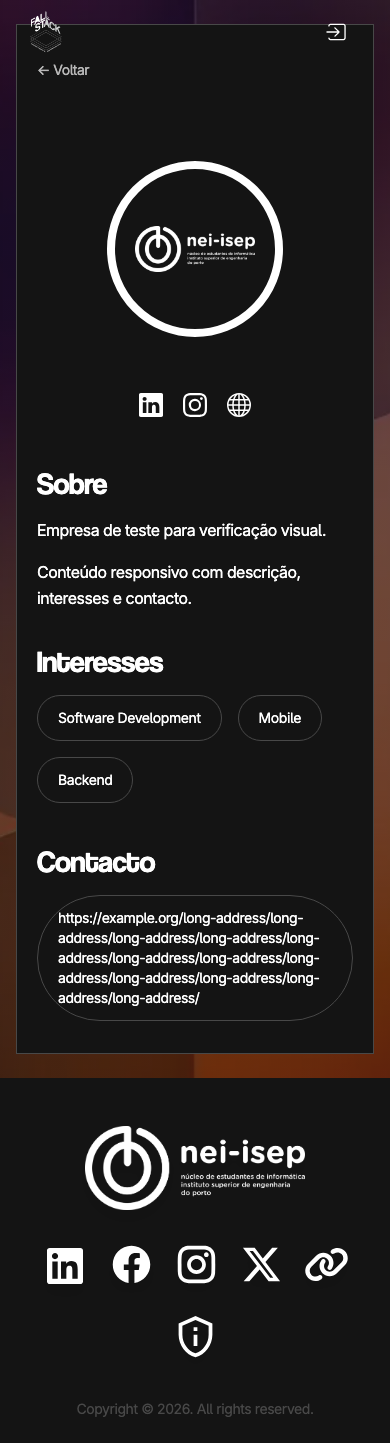 FALL
STACK
← Voltar
nei-isep
núcleo de estudantes de informática
instituto superior de engenharia
do porto
Sobre
Empresa de teste para verificação visual.
Conteúdo responsivo com descrição,
interesses e contacto.
Interesses
Software Development
Mobile
Backend
Contacto
https://example.org/long-address/long-
address/long-address/long-address/long-
address/long-address/long-address/long-
address/long-address/long-address/long-
address/long-address/
nei-isep
núcleo de estudantes de informática
instituto superior de engenharia
do porto
Copyright © 2026. All rights reserved.